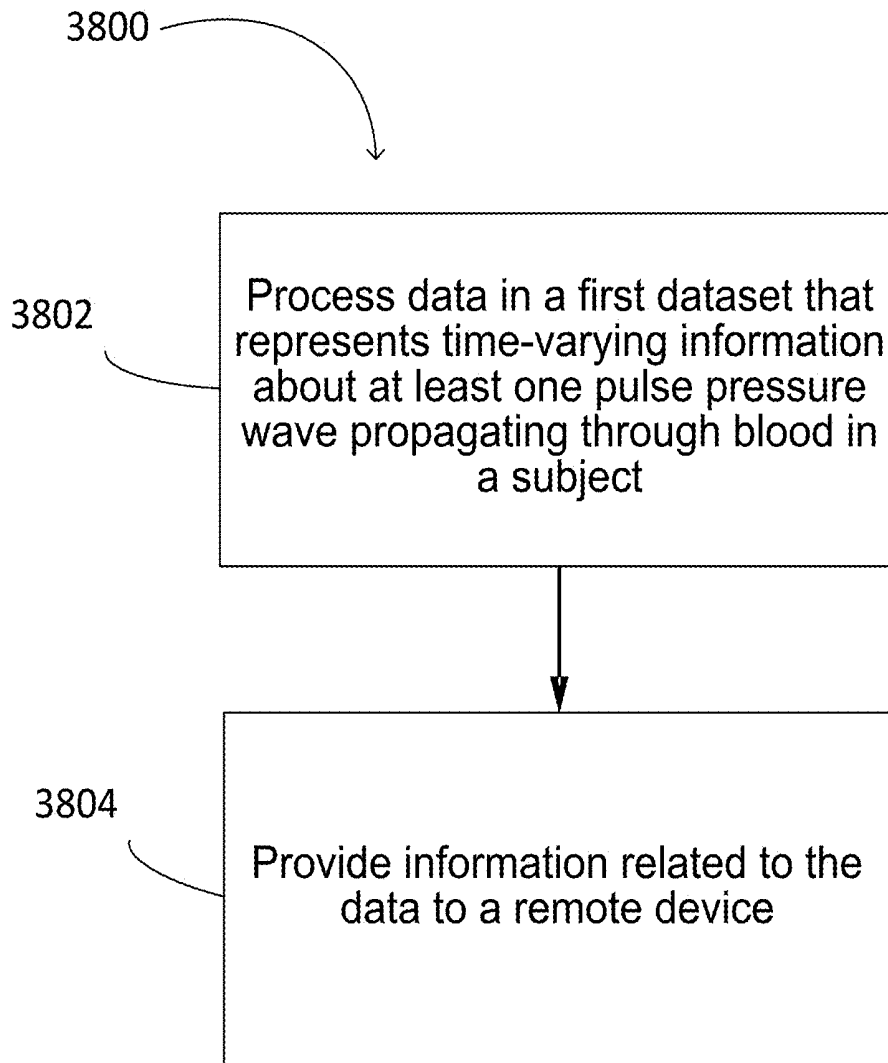 3800
3802
Process data in a first dataset that
represents time-varying information
about at least one pulse pressure
wave propagating through blood in
a subject
3804
Provide information related to the
data to a remote device